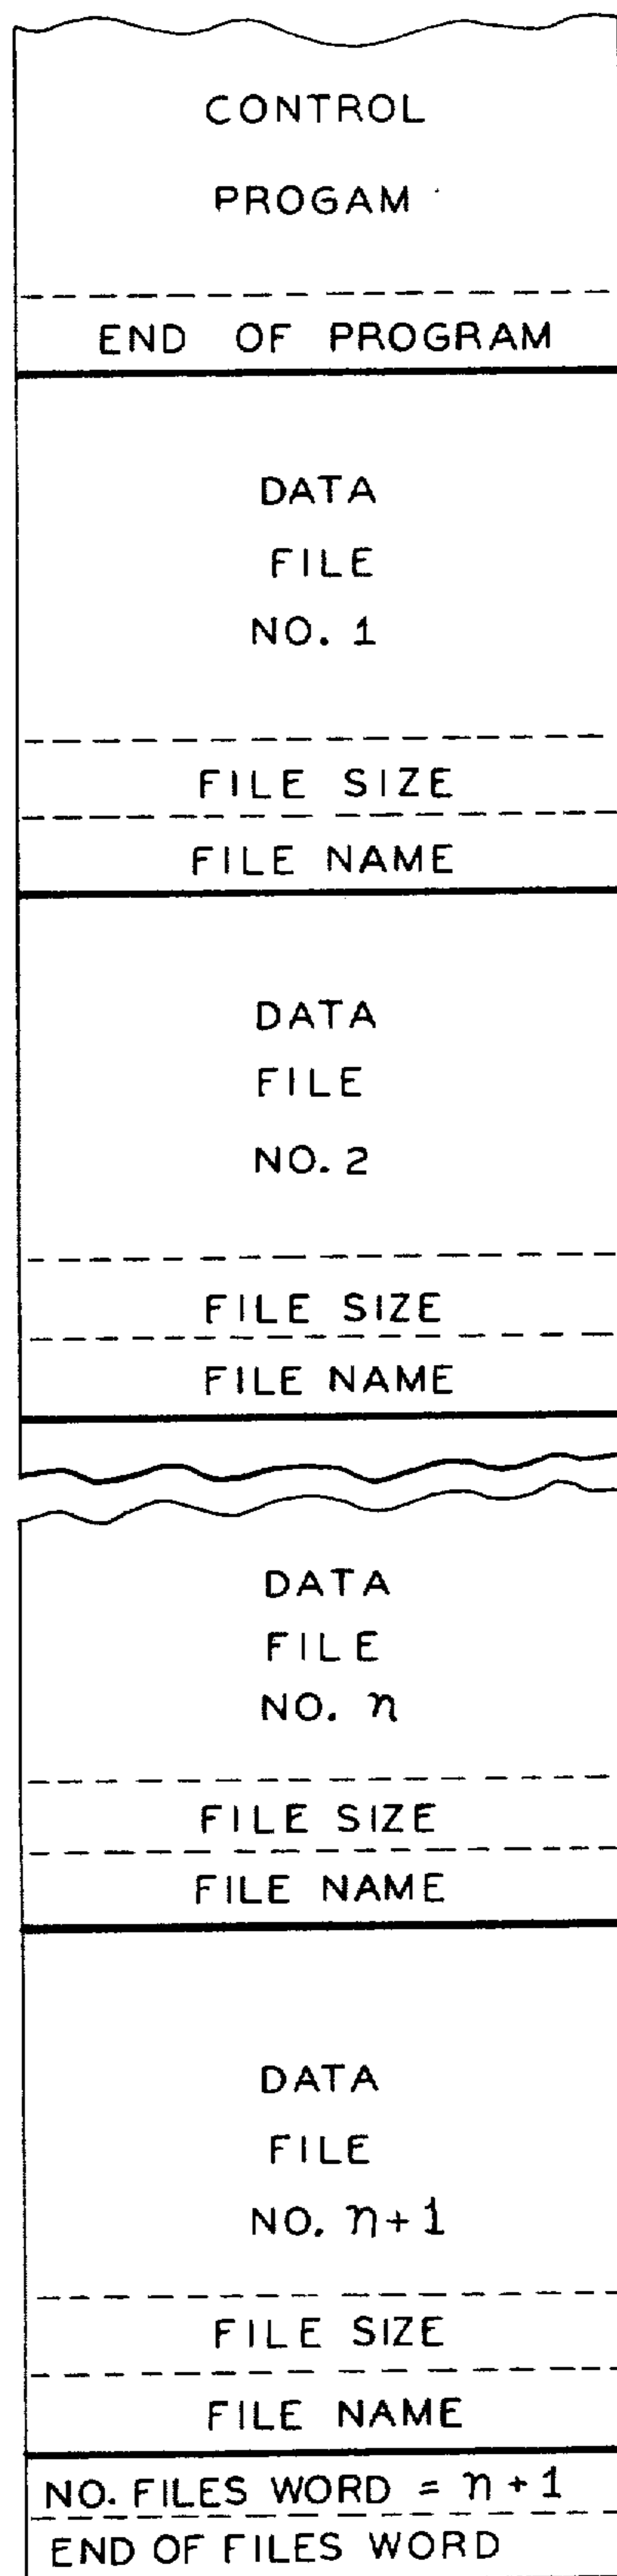 CONTROL
PROGAM
END OF PROGRAM
DATA
FILE
NO. 1
FILE SIZE
FILE NAME
DATA
FILE
NO. 2
FILE SIZE
FILE NAME
DATA
FILE
NO. n
FILE SIZE
FILE NAME
DATA
FILE
NO. n+1
FILE SIZE
FILE NAME
NO. FILES WORD = n+1
END OF FILES WORD